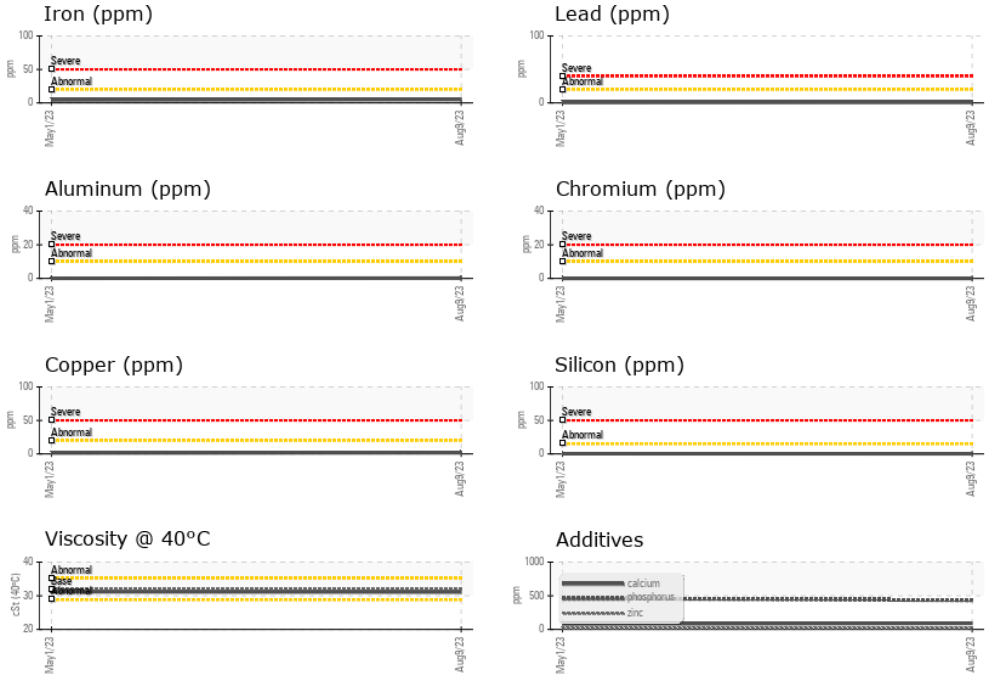 Iron (ppm)
100
50
0
ppm
Severe
Abnormal
May1/23
Aug9/23
Lead (ppm)
100
50
0
ppm
Severe
Abnormal
May1/23
Aug9/23
Aluminum (ppm)
40
20
0
ppm
Severe
Abnormal
May1/23
Aug9/23
Chromium (ppm)
40
20
0
ppm
Severe
Abnormal
May1/23
Aug9/23
Copper (ppm)
100
50
0
ppm
Severe
Abnormal
May1/23
Aug9/23
Silicon (ppm)
100
50
0
ppm
Severe
Abnormal
May1/23
Aug9/23
Viscosity @ 40°C
40
30
20
cSt (40°C)
Abnormal
Base
Abnormal
May1/23
Aug9/23
Additives
1000
500
0
ppm
calcium
phosphorus
zinc
May1/23
Aug9/23